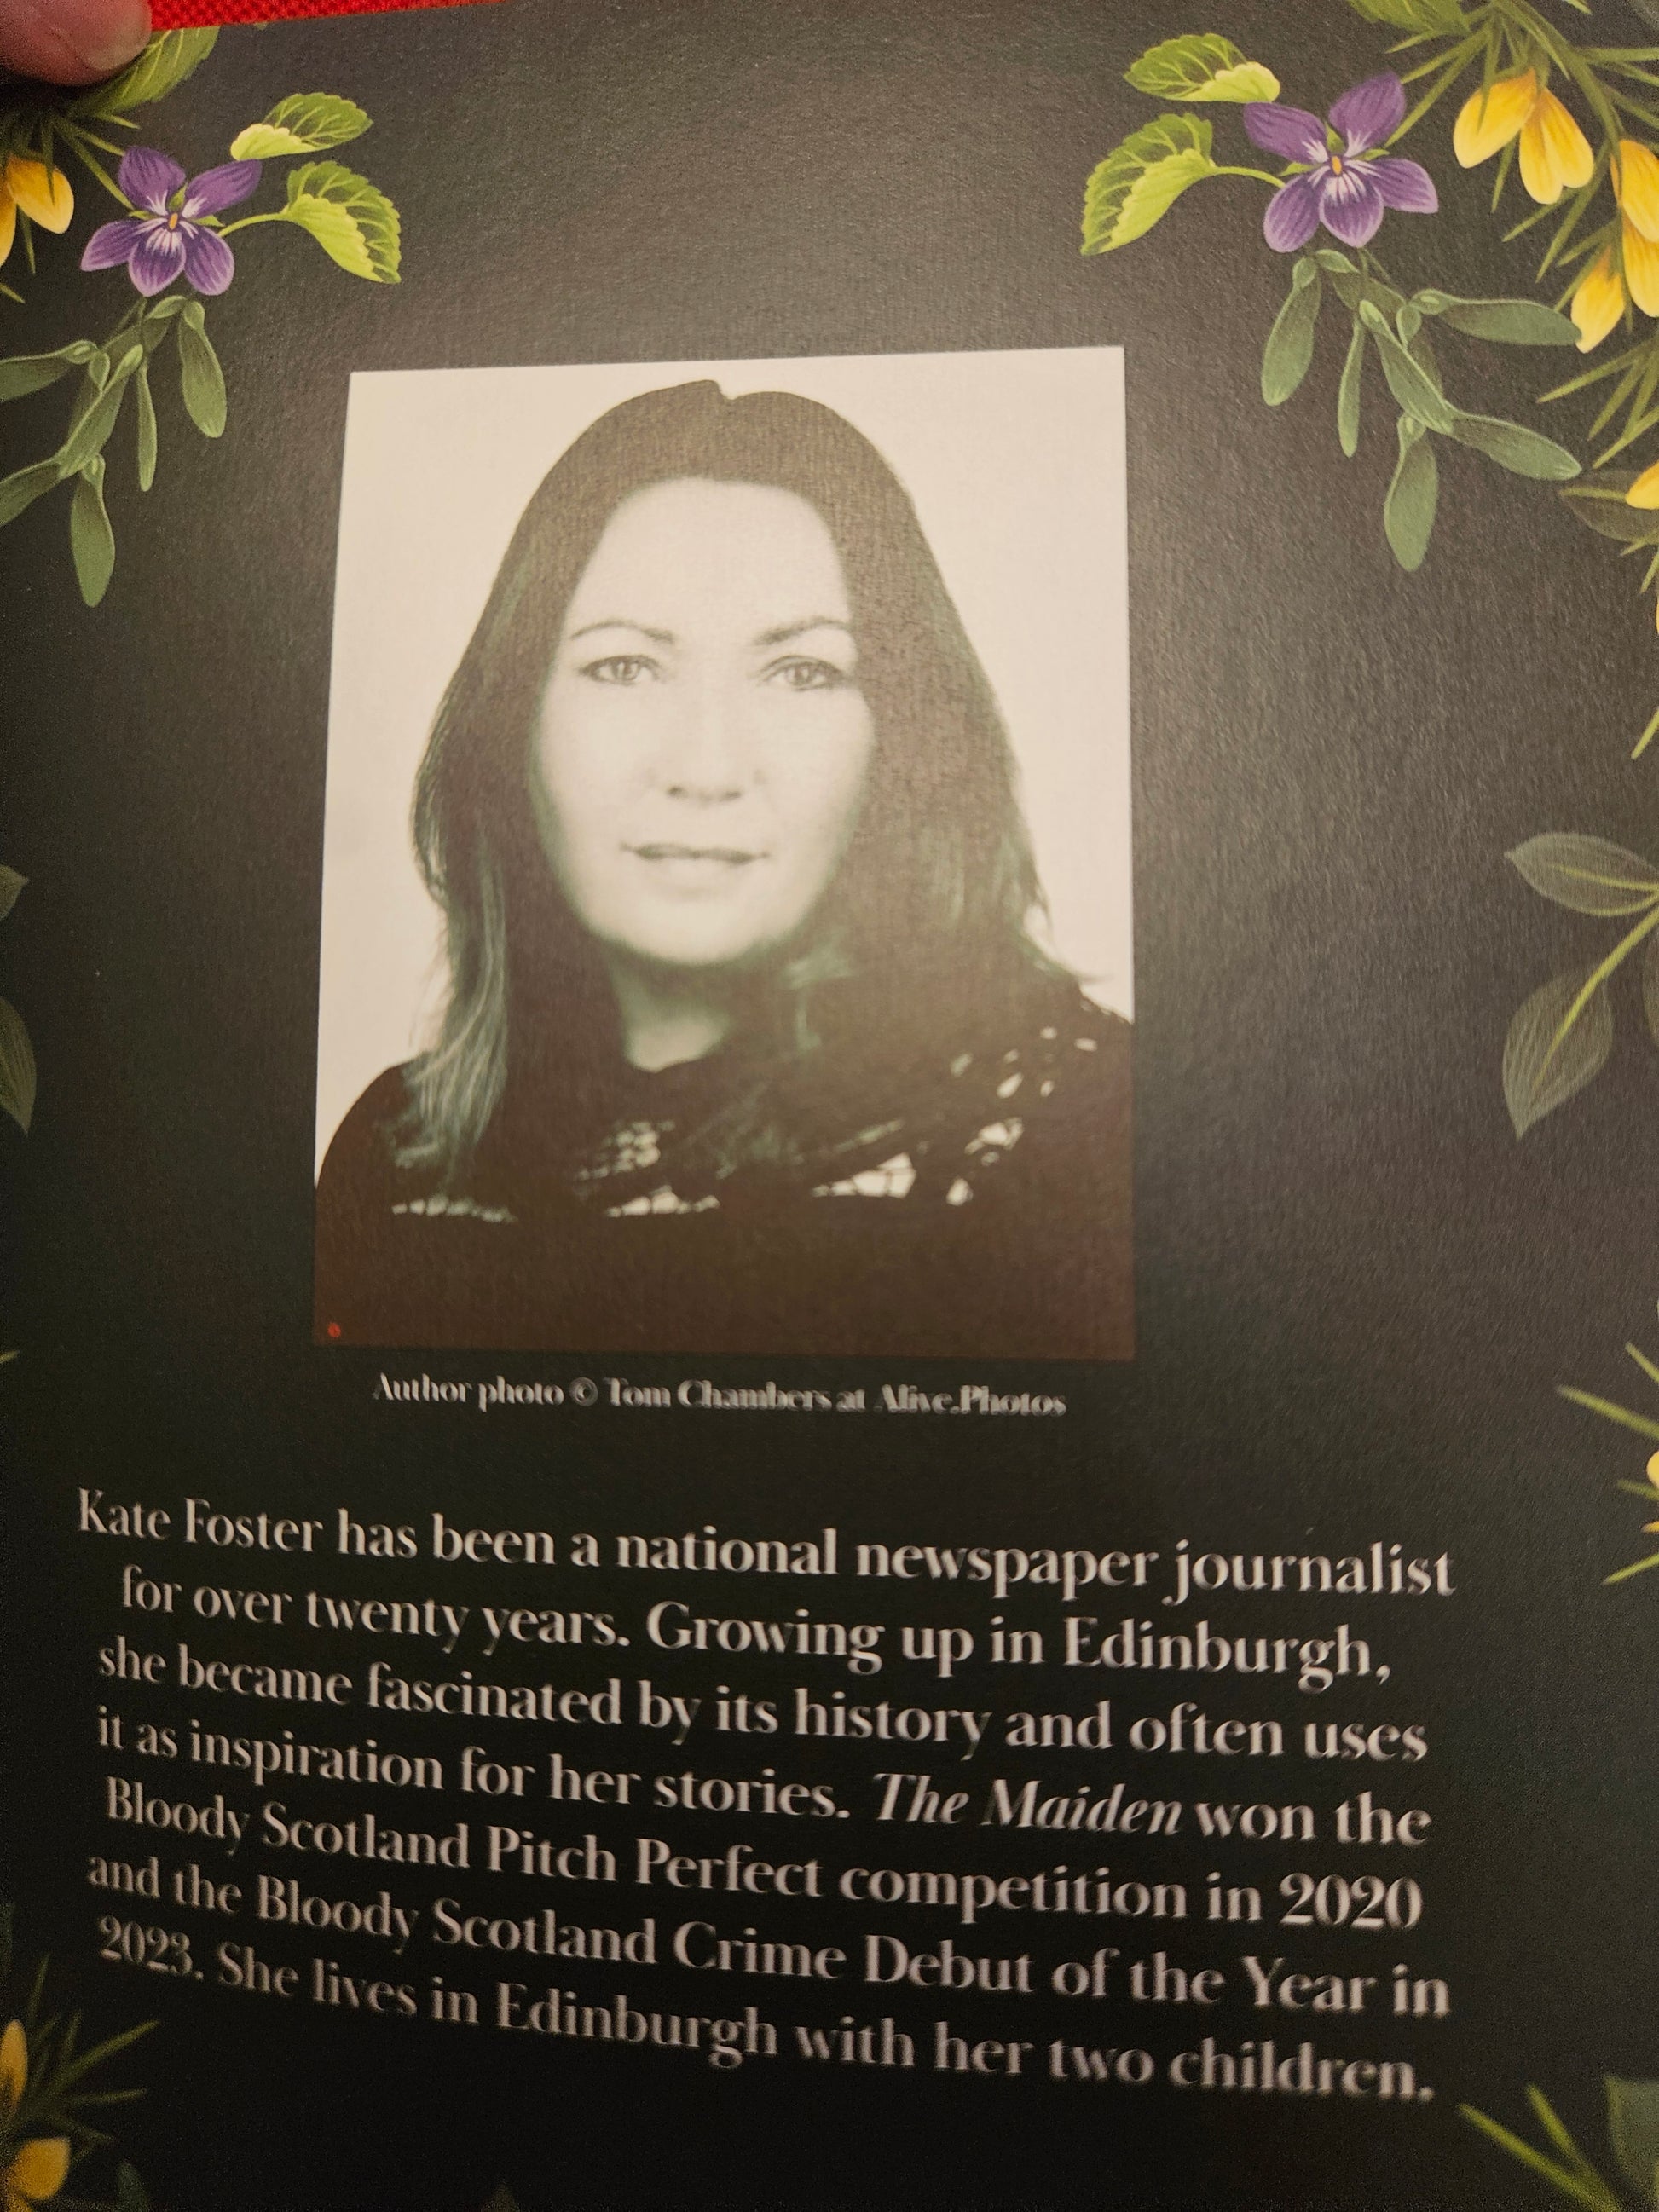 Author photo © Tom Chambers at Alive.Photos
Kate Foster has been a national newspaper journalist
for over twenty years. Growing up in Edinburgh,
she became fascinated by its history and often uses
it as inspiration for her stories. The Maiden won the
Bloody Scotland Pitch Perfect competition in 2020
and the Bloody Scotland Crime Debut of the Year in
2023. She lives in Edinburgh with her two children.